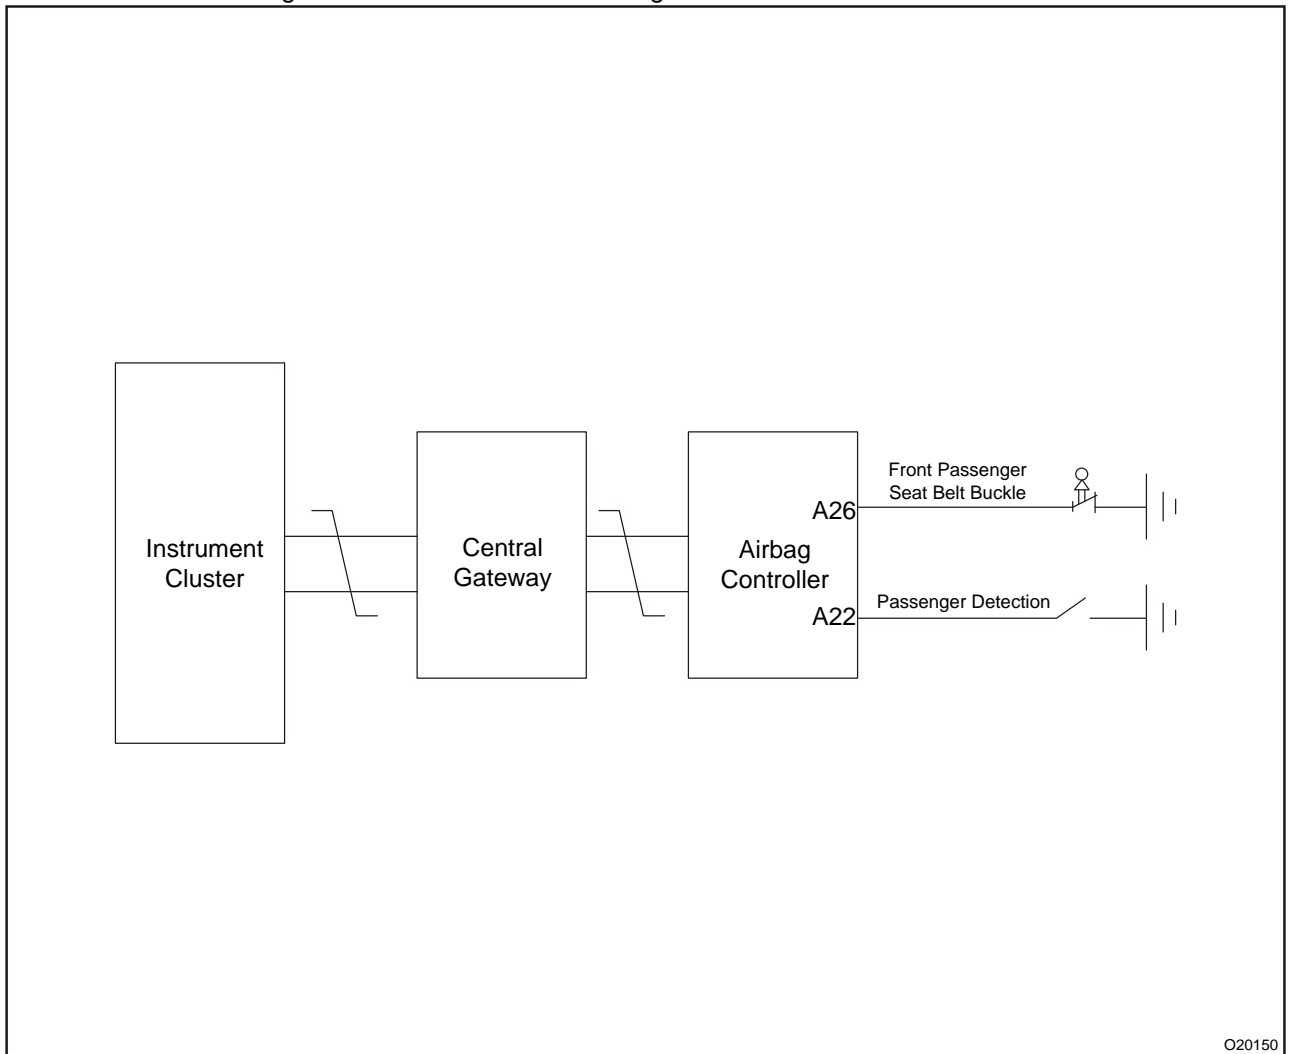 Instrument
Cluster
Central
Gateway
Airbag
Controller
A26
A22
Front Passenger
Seat Belt Buckle
Passenger Detection
O20150